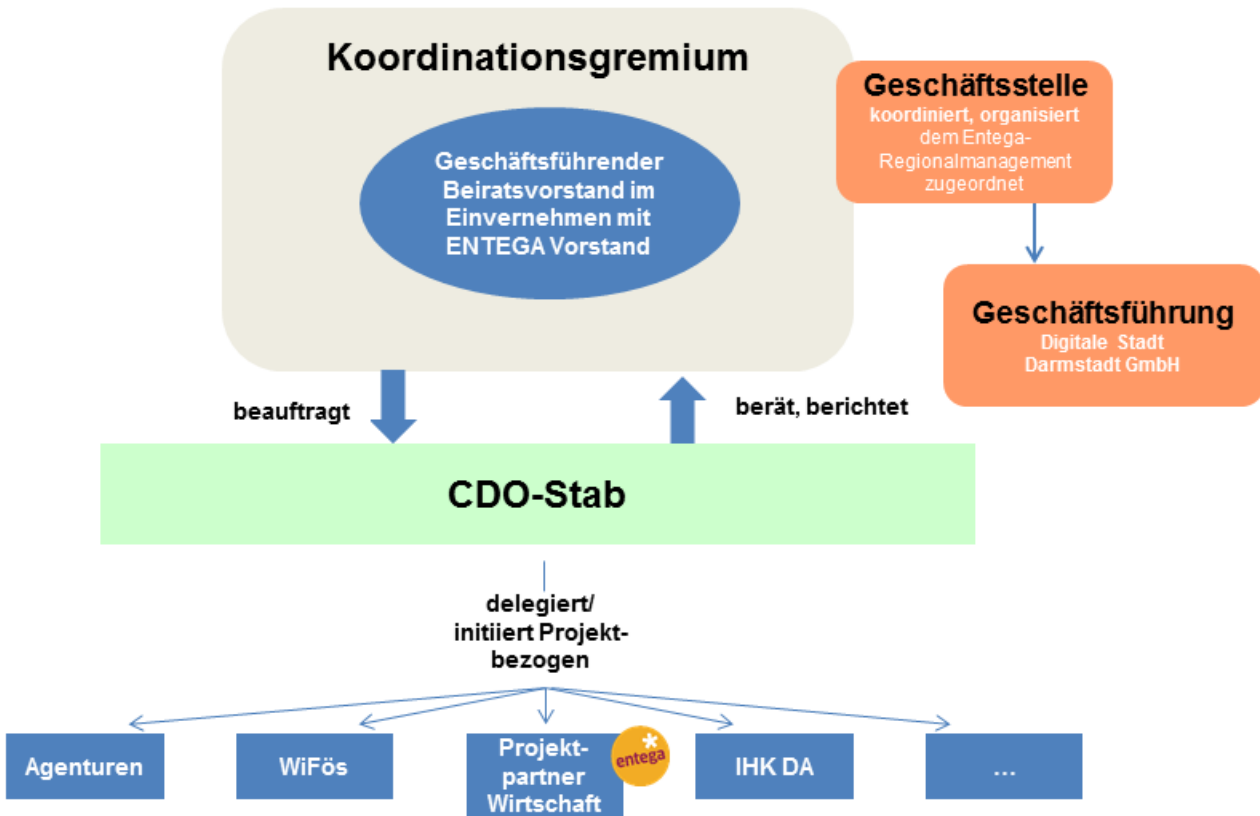 Koordinationsgremium
Geschäftsführender
Beiratsvorstand im
Einvernehmen mit
ENTEGA Vorstand
Geschäftsstelle
koordiniert, organisiert
dem Entega-
Regionalmanagement
zugeordnet
Geschäftsführung
Digitale Stadt
Darmstadt GmbH
beauftragt
berät, berichtet
CDO-Stab
delegiert/
initiiert Projekt-
bezogen
Agenturen
WiFös
Projekt-
partner
Wirtschaft
entega
IHK DA
...